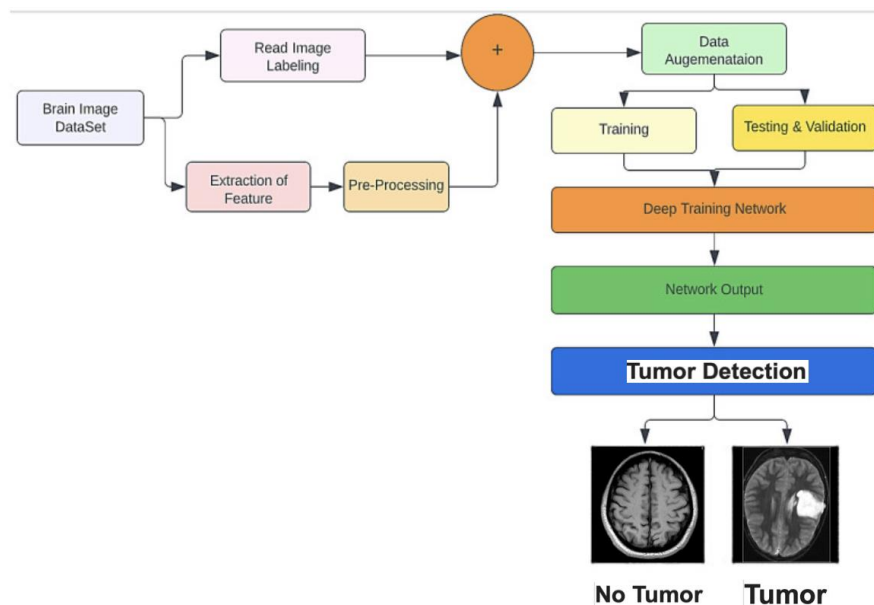 Read Image
Labeling
+
Data
Augemenataion
Brain Image
DataSet
Training
Testing & Validation
Extraction of
Feature
Pre-Processing
Deep Training Network
Network Output
Tumor Detection
No Tumor
Tumor